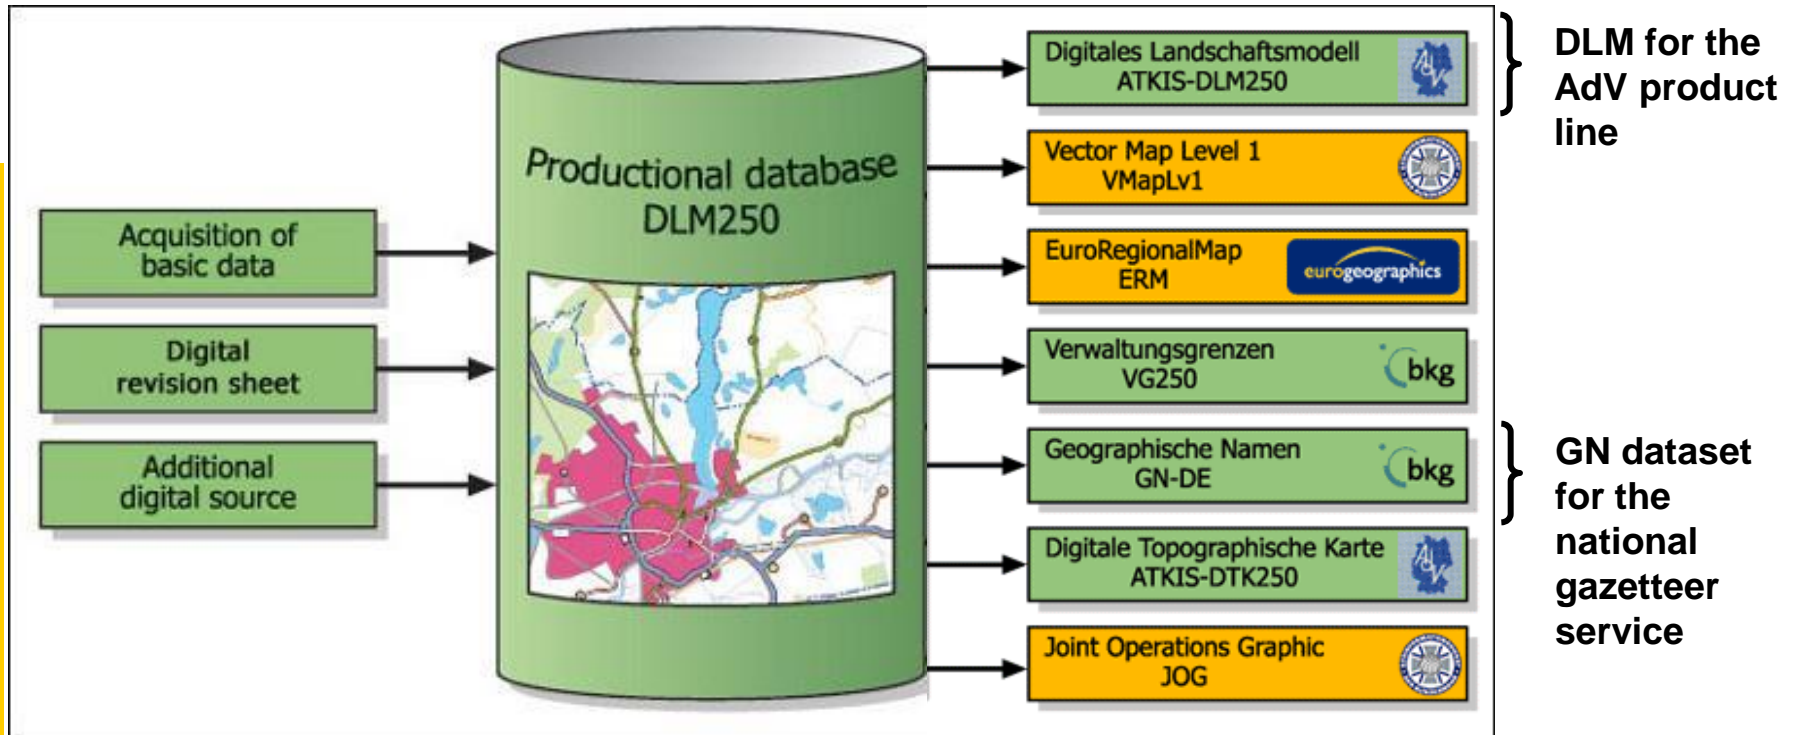 Acquisition of
basic data
Digital
revision sheet
Additional
digital source
Productional database
DLM250
Digitales Landschaftsmodell
ATKIS-DLM250
AdV
Vector Map Level 1
VMapLv1
EuroRegionalMap
ERM
eurogeographics
Verwaltungsgrenzen
VG250
bkg
Geographische Namen
GN-DE
bkg
Digitale Topographische Karte
ATKIS-DTK250
AdV
Joint Operations Graphic
JOG
DLM for the
AdV product
line
GN dataset
for the
national
gazetteer
service